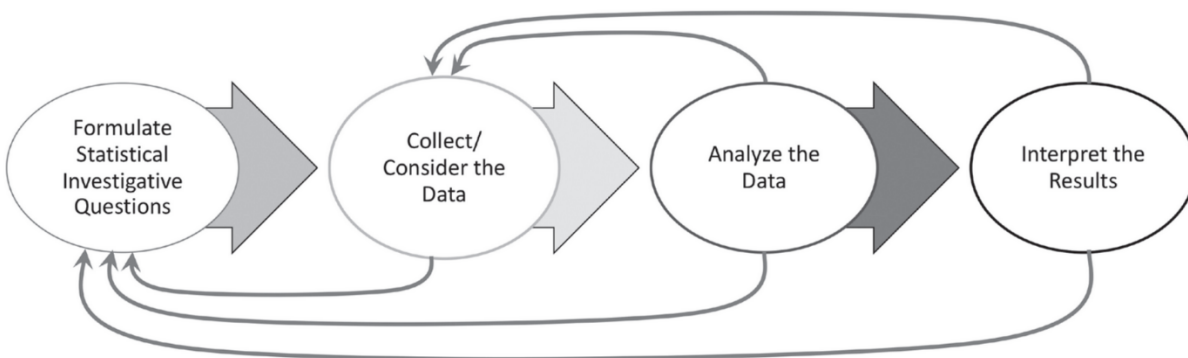 Formulate
Statistical
Investigative
Questions
Collect/
Consider the
Data
Analyze the
Data
Interpret the
Results